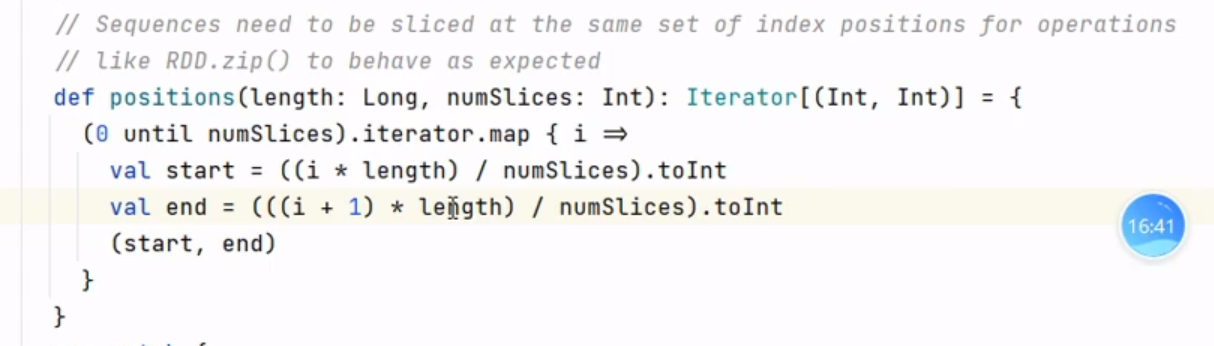 // Sequences need to be sliced at the same set of index positions for operations
// like RDD.zip() to behave as expected
def positions(length: Long, numSlices: Int): Iterator[(Int, Int)] = {
(0 until numSlices).iterator.map { i ⇒
val start = ((i * length) / numSlices).toInt
val end = (((i + 1) * length) / numSlices).toInt
16:41
(start, end)
}
}